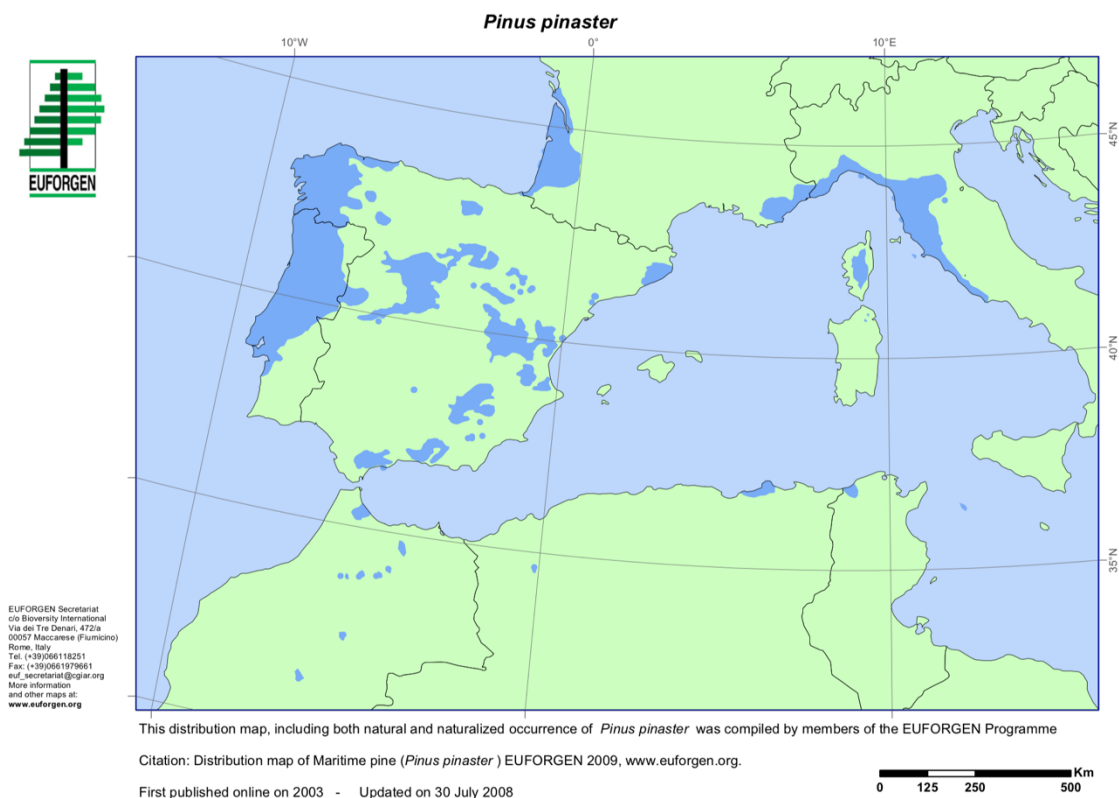 Pinus pinaster
10°W
0°
10°E
EUFORGEN
45°N
40°N
35°N
EUFORGEN Secretariat
c/o Bioversity International
Via dei Tre Denari, 472/a
00057 Maccarese (Fiumicino)
Rome, Italy
Tel. (+39)066118251
Fax: (+39)0661979661
euf_secretariat@cgiar.org
More information
and other maps at:
www.euforgen.org
This distribution map, including both natural and naturalized occurrence of Pinus pinaster was compiled by members of the EUFORGEN Programme
Citation: Distribution map of Maritime pine (Pinus pinaster ) EUFORGEN 2009, www.euforgen.org.
First published online on 2003 - Updated on 30 July 2008
Km
0 125 250 500